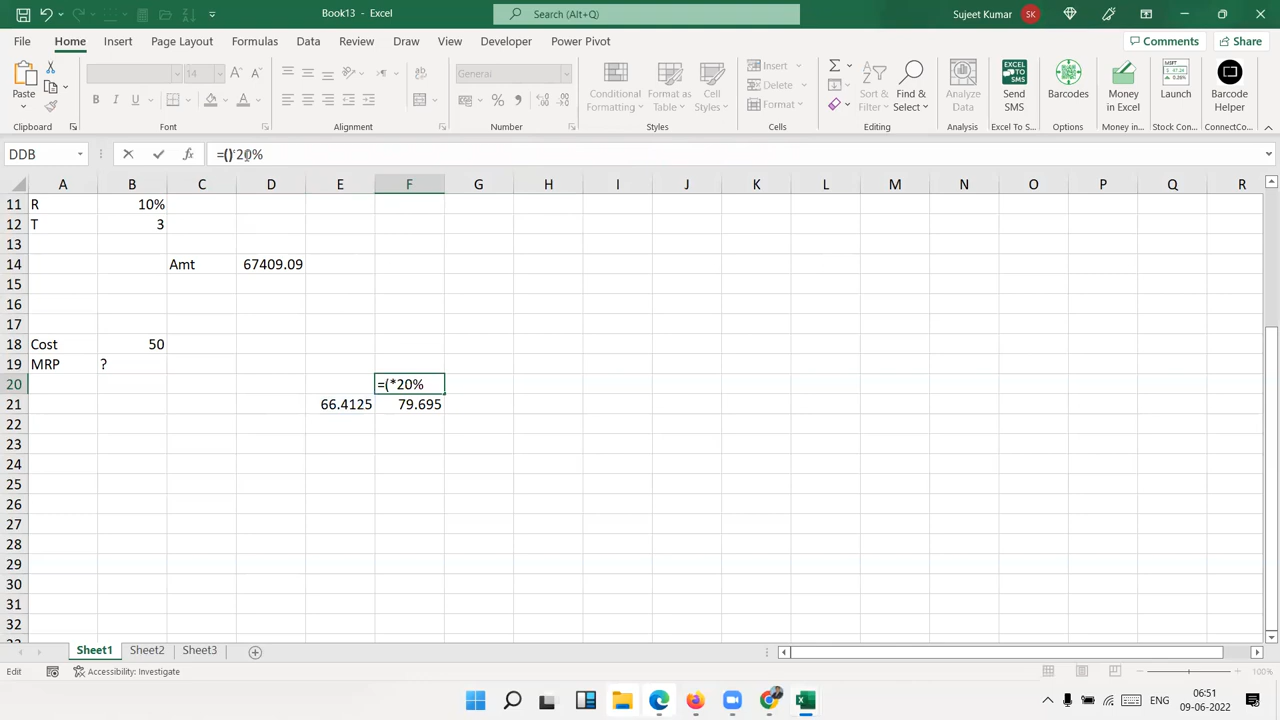 Book13 - Excel
Search (Alt+Q)
Sujeet Kumar
SK
File Home Insert Page Layout Formulas Data Review View Draw Developer Power Pivot
Comments Share
Paste
14
General
Conditional Formatting
Format as Table
Cell Styles
Insert
Delete
Format
Sort & Filter
Find & Select
Analyze Data
Send SMS
Barcodes
Money in Excel
Launch
Barcode Helper
Clipboard Font Alignment Number Styles Cells Editing Analyze Data Excel To S... Options Money in... Stock Con... ConnectCo...
DDB
=()*20%
A B C D E F G H I J K L M N O P Q R
11 R 10%
12 T 3
13
14 Amt 67409.09
15
16
17
18 Cost 50
19 MRP ?
20 =(*20%
21 66.4125 79.695
22
23
24
25
26
27
28
29
30
31
32
Sheet1 Sheet2 Sheet3
Edit Accessibility: Investigate 100%
ENG
06:51
09-06-2022